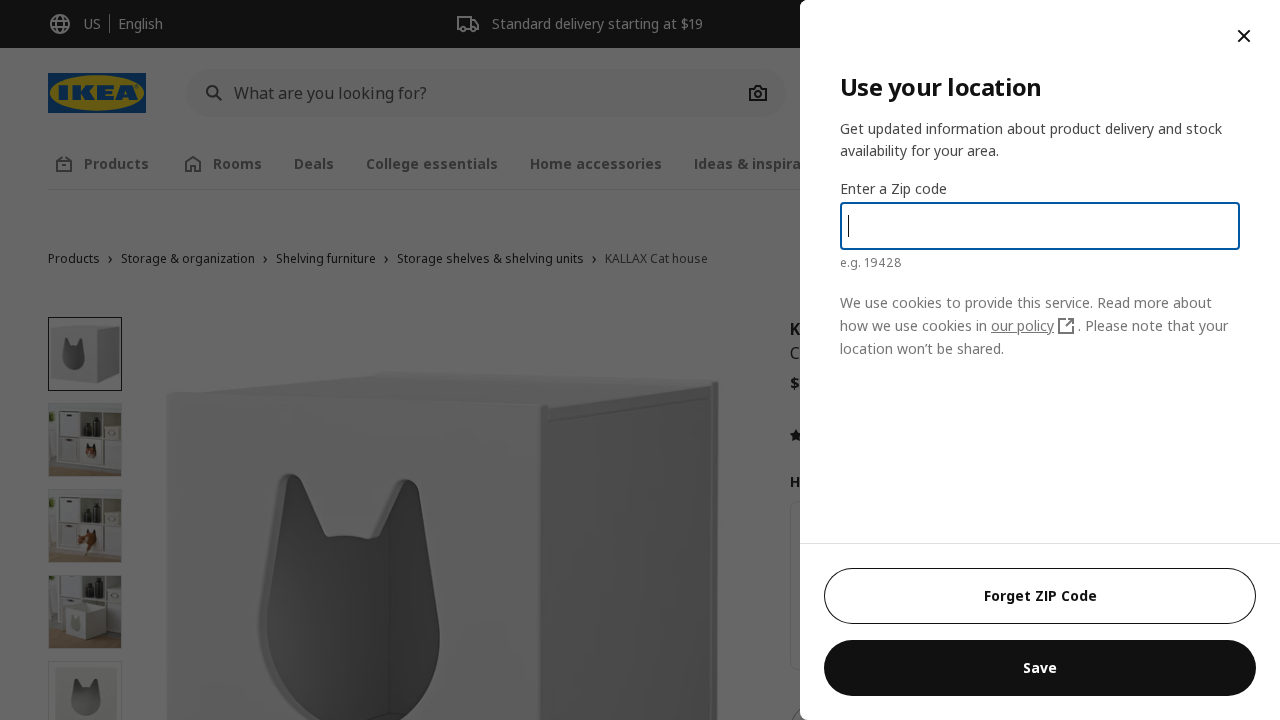 US
English
Standard delivery starting at $19
IKEA
What are you looking for?
Products
Rooms
Deals
College essentials
Home accessories
Ideas & inspira
Products › Storage & organization › Shelving furniture › Storage shelves & shelving units › KALLAX Cat house
K
C
$
H
Use your location
Get updated information about product delivery and stock
availability for your area.
Enter a Zip code
e.g. 19428
We use cookies to provide this service. Read more about
how we use cookies in our policy . Please note that your
location won’t be shared.
Forget ZIP Code
Save